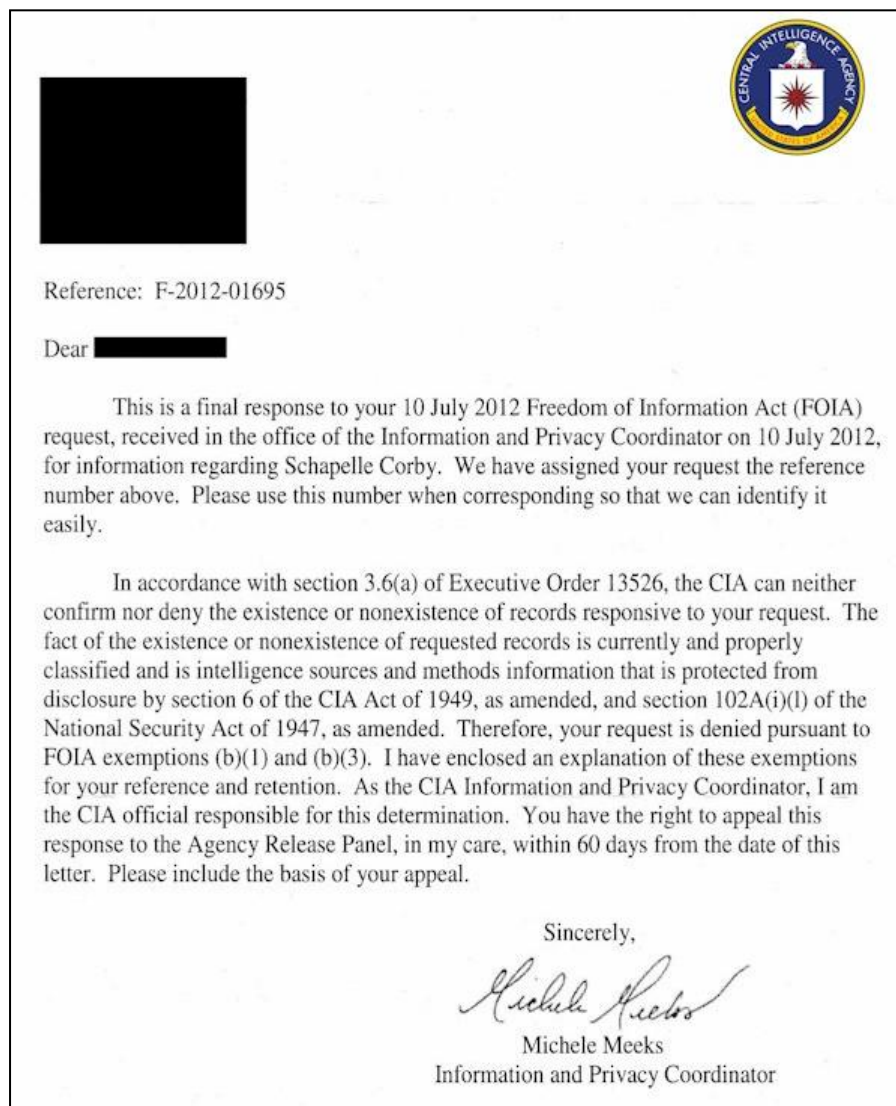 CENTRAL INTELLIGENCE AGENCY
UNITED STATES OF AMERICA
Reference: F-2012-01695
Dear
This is a final response to your 10 July 2012 Freedom of Information Act (FOIA)
request, received in the office of the Information and Privacy Coordinator on 10 July 2012,
for information regarding Schapelle Corby. We have assigned your request the reference
number above. Please use this number when corresponding so that we can identify it
easily.
In accordance with section 3.6(a) of Executive Order 13526, the CIA can neither
confirm nor deny the existence or nonexistence of records responsive to your request. The
fact of the existence or nonexistence of requested records is currently and properly
classified and is intelligence sources and methods information that is protected from
disclosure by section 6 of the CIA Act of 1949, as amended, and section 102A(i)(l) of the
National Security Act of 1947, as amended. Therefore, your request is denied pursuant to
FOIA exemptions (b)(1) and (b)(3). I have enclosed an explanation of these exemptions
for your reference and retention. As the CIA Information and Privacy Coordinator, I am
the CIA official responsible for this determination. You have the right to appeal this
response to the Agency Release Panel, in my care, within 60 days from the date of this
letter. Please include the basis of your appeal.
Sincerely,
Michele Meeks
Michele Meeks
Information and Privacy Coordinator